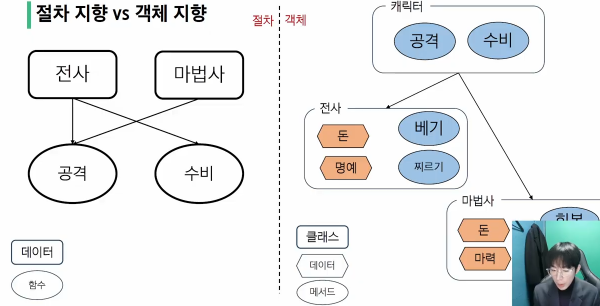 절차 지향 vs 객체 지향
절차
객체
전사
마법사
공격
수비
데이터
함수
캐릭터
공격
수비
전사
돈
베기
명예
찌르기
마법사
돈
마력
클래스
데이터
메서드